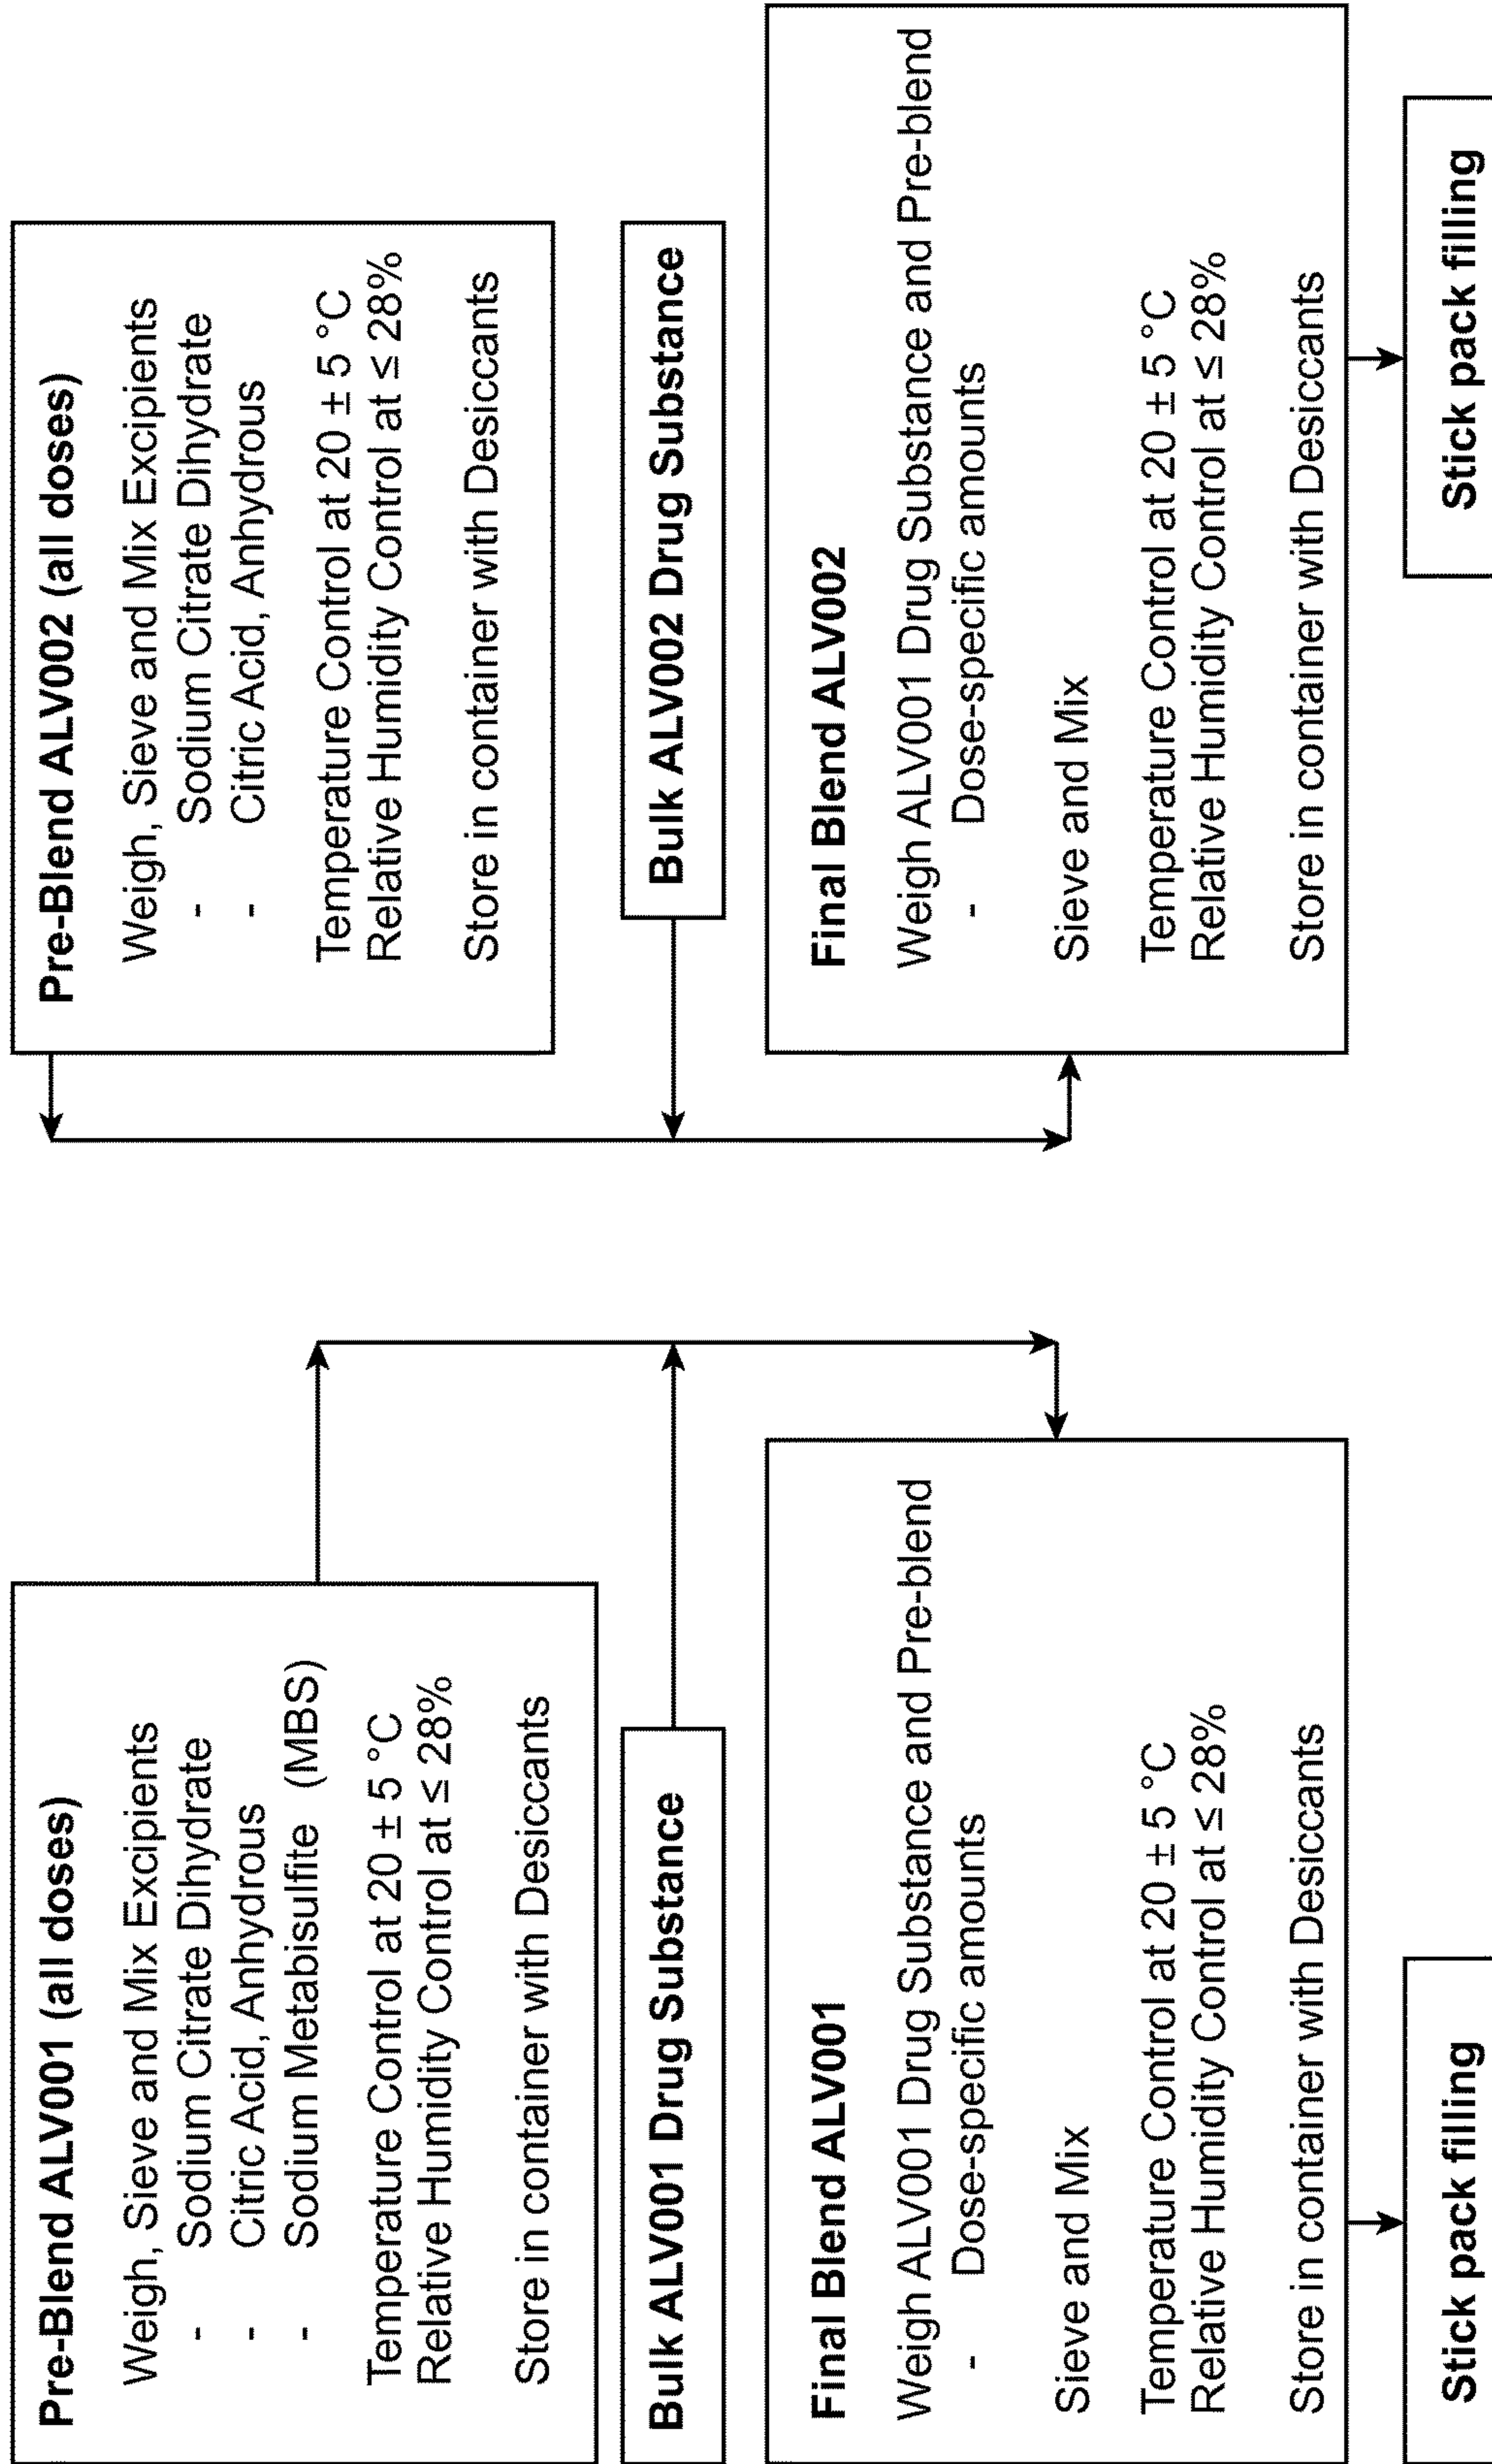 Pre-Blend ALV001 (all doses)
Weigh, Sieve and Mix Excipients
- Sodium Citrate Dihydrate
- Citric Acid, Anhydrous
- Sodium Metabisulfite (MBS)
Temperature Control at 20 ± 5 °C
Relative Humidity Control at ≤ 28%
Store in container with Desiccants
Bulk ALV001 Drug Substance
Final Blend ALV001
Weigh ALV001 Drug Substance and Pre-blend
- Dose-specific amounts
Sieve and Mix
Temperature Control at 20 ± 5 °C
Relative Humidity Control at ≤ 28%
Store in container with Desiccants
Stick pack filling
Pre-Blend ALV002 (all doses)
Weigh, Sieve and Mix Excipients
- Sodium Citrate Dihydrate
- Citric Acid, Anhydrous
Temperature Control at 20 ± 5 °C
Relative Humidity Control at ≤ 28%
Store in container with Desiccants
Bulk ALV002 Drug Substance
Final Blend ALV002
Weigh ALV001 Drug Substance and Pre-blend
- Dose-specific amounts
Sieve and Mix
Temperature Control at 20 ± 5 °C
Relative Humidity Control at ≤ 28%
Store in container with Desiccants
Stick pack filling